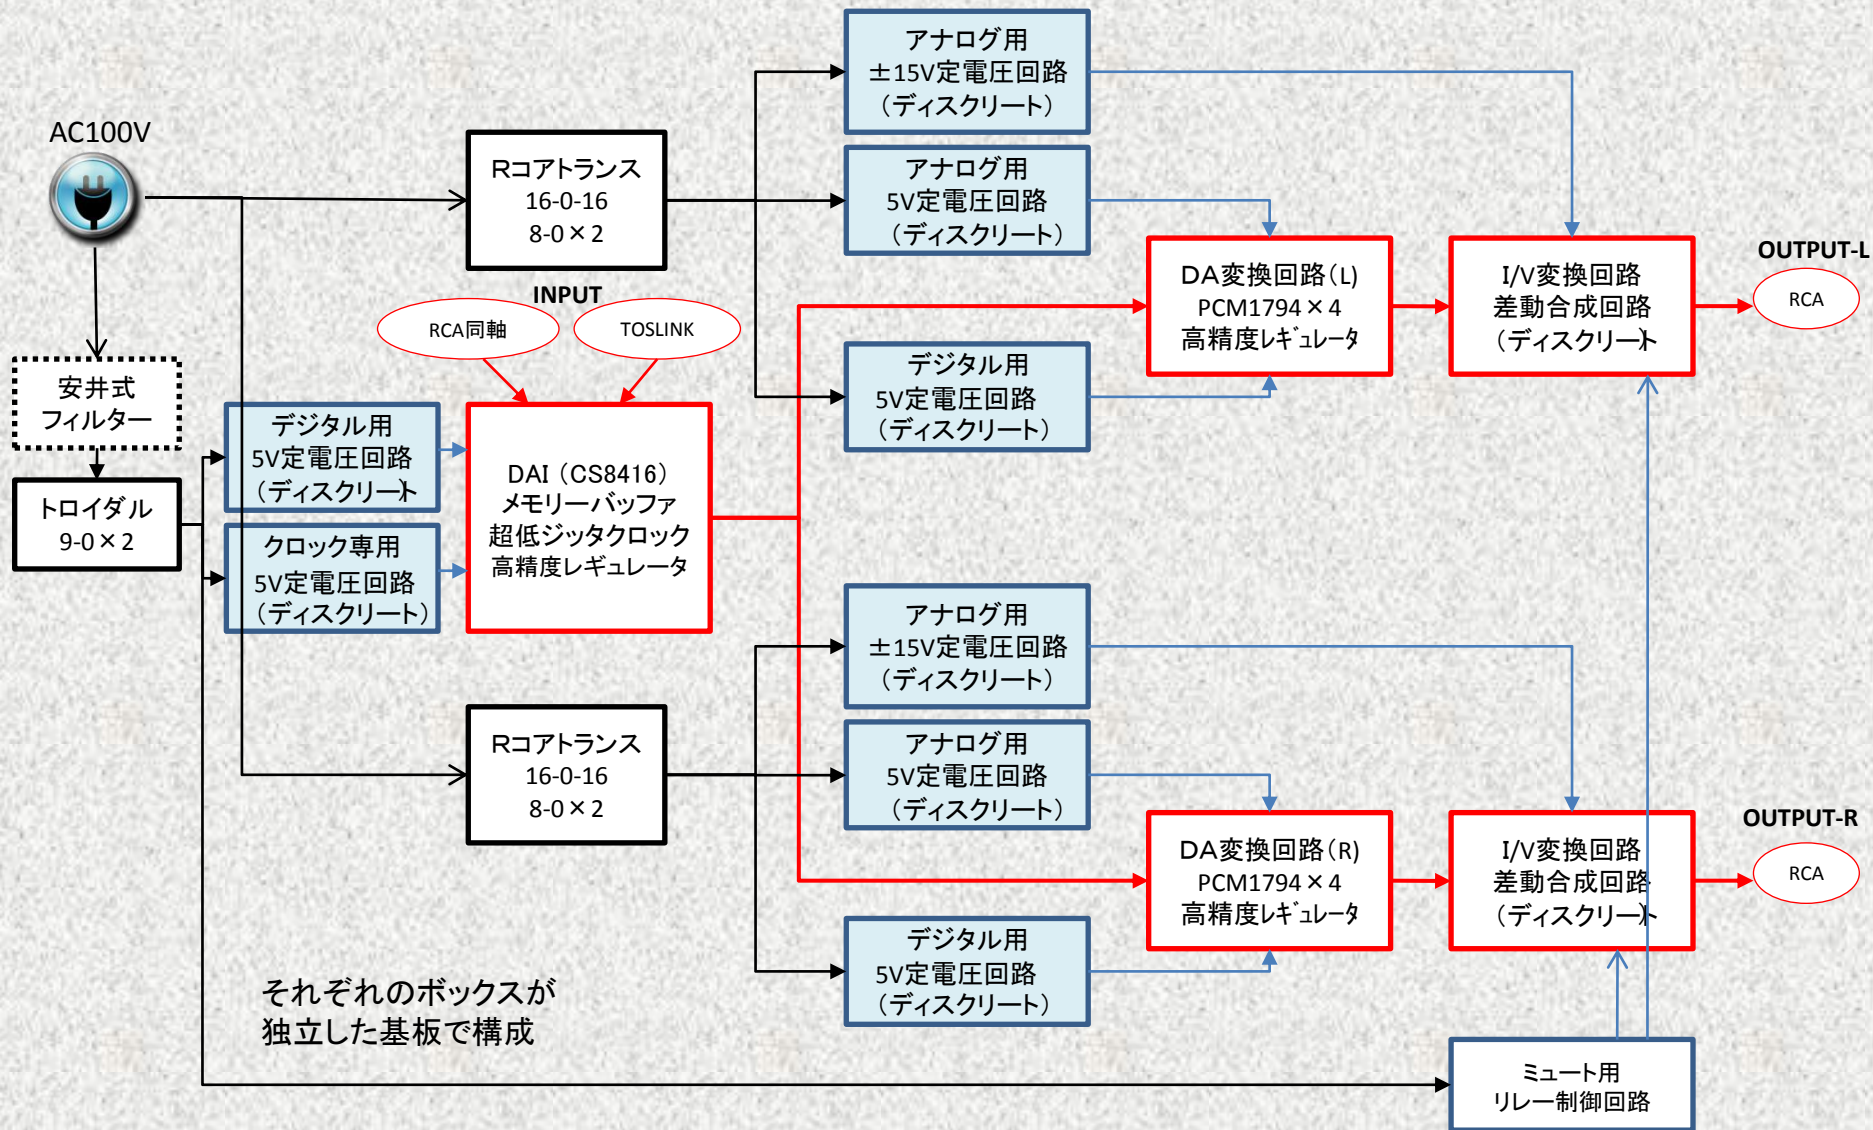 AC100V
安井式
フィルター
トロイダル
9-0×2
デジタル用
5V定電圧回路
(ディスクリート
クロック専用
5V定電圧回路
(ディスクリート)
Rコアトランス
16-0-16
8-0×2
INPUT
RCA同軸
TOSLINK
DAI（CS8416）
メモリーバッファ
超低ジッタクロック
高精度レギュレータ
Rコアトランス
16-0-16
8-0×2
アナログ用
±15V定電圧回路
(ディスクリート)
アナログ用
5V定電圧回路
(ディスクリート)
デジタル用
5V定電圧回路
(ディスクリート)
アナログ用
±15V定電圧回路
(ディスクリート)
アナログ用
5V定電圧回路
(ディスクリート)
デジタル用
5V定電圧回路
(ディスクリート)
DA変換回路(L)
PCM1794×4
高精度ﾚｷﾞｭﾚｰﾀ
I/V変換回路
差動合成回路
(ディスクリート
OUTPUT-L
RCA
DA変換回路(R)
PCM1794×4
高精度ﾚｷﾞｭﾚｰﾀ
I/V変換回路
差動合成回路
(ディスクリート
OUTPUT-R
RCA
ミュート用
リレー制御回路
それぞれのボックスが
独立した基板で構成